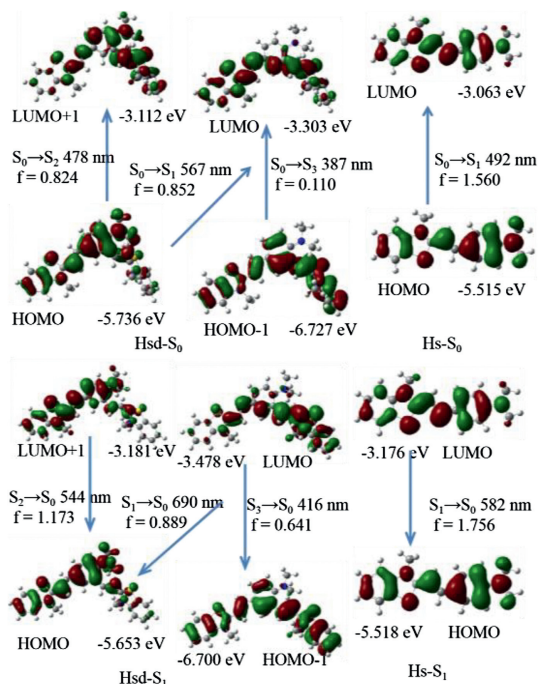 LUMO+1 -3.112 eV
LUMO -3.303 eV
LUMO -3.063 eV
S₀→S₂ 478 nm
f = 0.824
S₀→S₁ 567 nm
f = 0.852
S₀→S₃ 387 nm
f = 0.110
S₀→S₁ 492 nm
f = 1.560
HOMO -5.736 eV
HOMO-1 -6.727 eV
HOMO -5.515 eV
Hsd-S₀
Hs-S₀
LUMO+1 -3.181 eV
-3.478 eV LUMO
-3.176 eV LUMO
S₂→S₀ 544 nm
f = 1.173
S₁→S₀ 690 nm
f = 0.889
S₃→S₀ 416 nm
f = 0.641
S₁→S₀ 582 nm
f = 1.756
HOMO -5.653 eV
-6.700 eV HOMO-1
-5.518 eV HOMO
Hsd-S₁
Hs-S₁